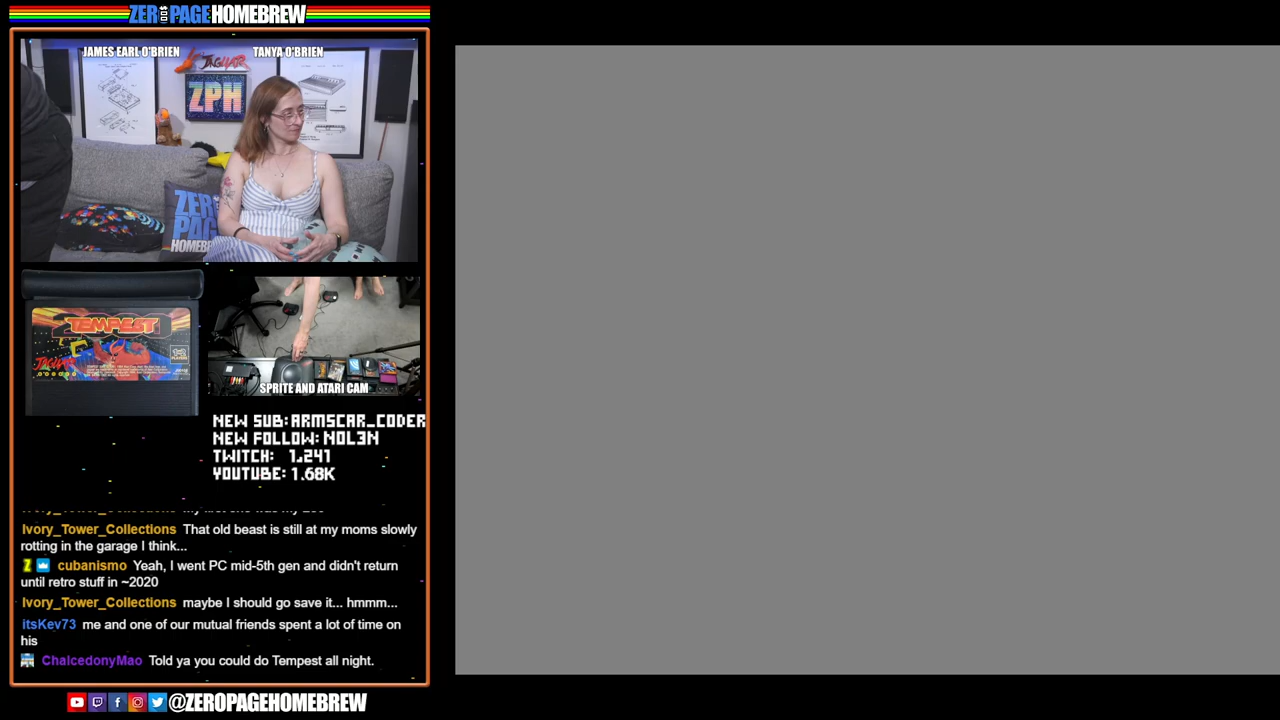 ZEROPAGEHOMEBREW
JAMES EARL O'BRIEN
TANYA O'BRIEN
JAGUAR
ZPH
ZERO
PAGE
HOMEBR
TEMPEST
JAGUAR
SPRITE AND ATARI CAM
NEW SUB: ARMSCAR_CODER
NEW FOLLOW: NOL3N
TWITCH: 1,241
YOUTUBE: 1.68K
Ivory_Tower_Collections That old beast is still at my moms slowly
rotting in the garage I think...
Z cubanismo Yeah, I went PC mid-5th gen and didn't return
until retro stuff in ~2020
Ivory_Tower_Collections maybe I should go save it... hmmm...
itsKev73 me and one of our mutual friends spent a lot of time on
his
ChalcedonyMao Told ya you could do Tempest all night.
@ZEROPAGEHOMEBREW